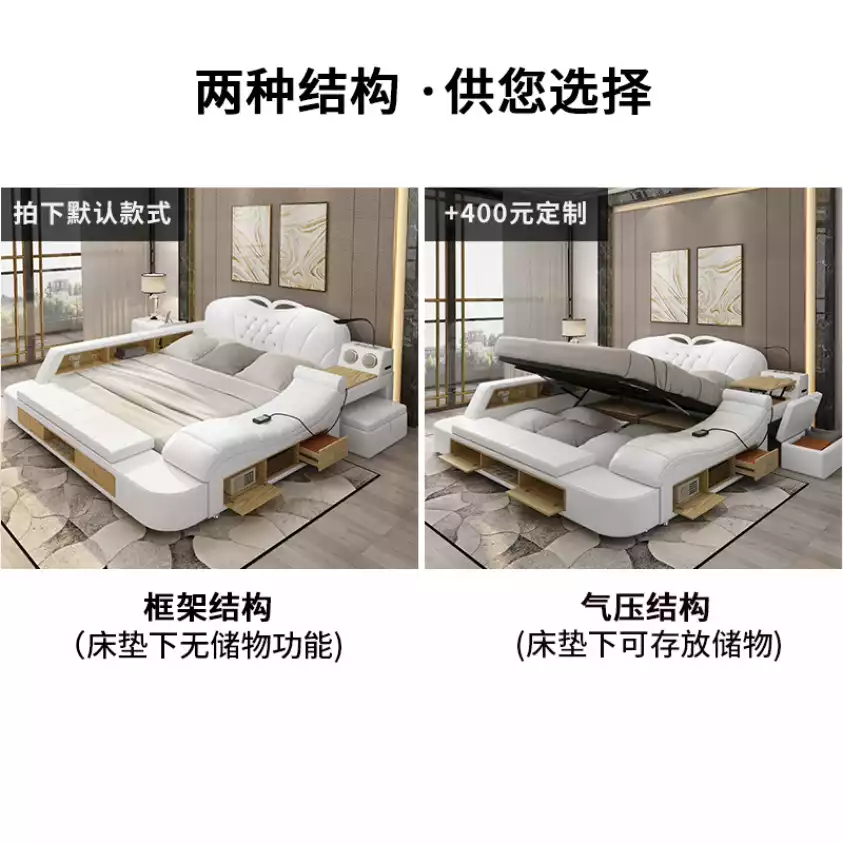 两种结构 ·供您选择
拍下默认款式
+400元定制
框架结构
（床垫下无储物功能)
气压结构
(床垫下可存放储物)